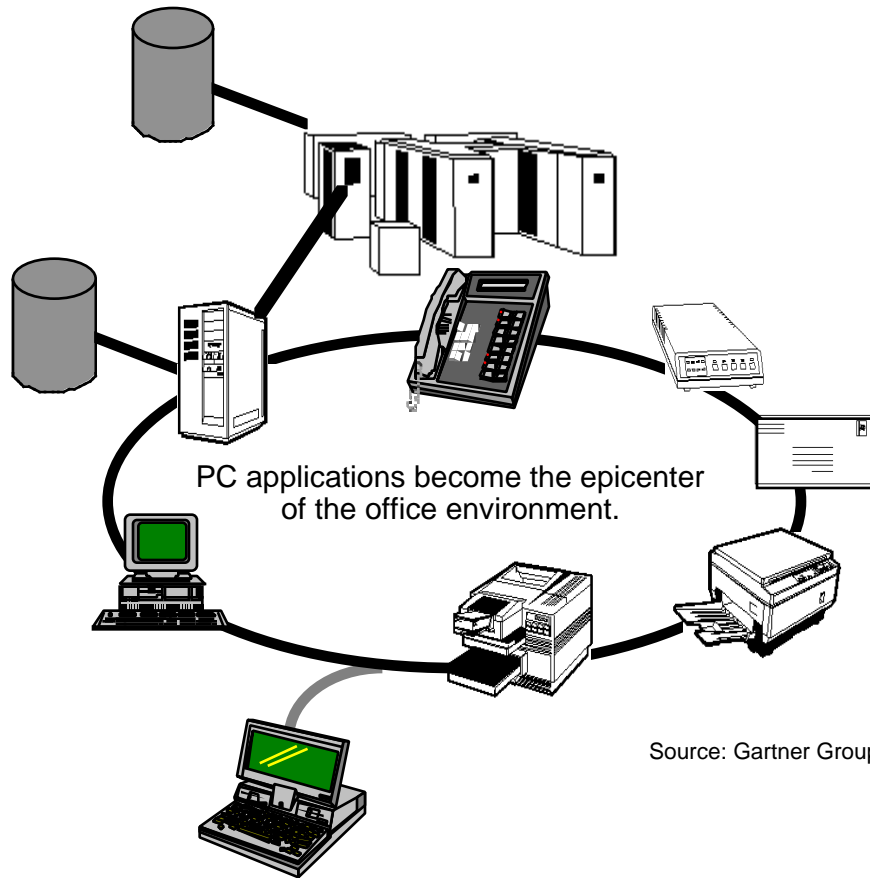 PC applications become the epicenter
of the office environment.
Source: Gartner Group